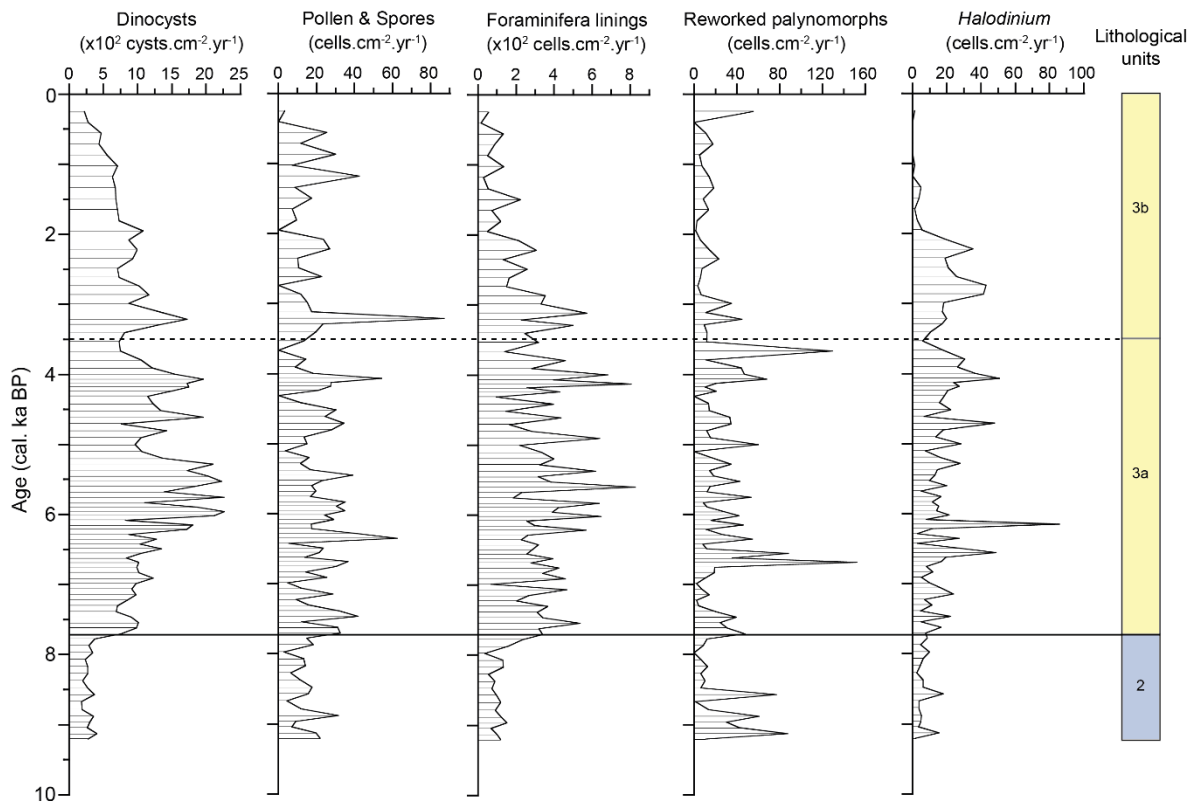 Dinocysts
(x10² cysts.cm⁻².yr⁻¹)
0 5 10 15 20 25
Pollen & Spores
(cells.cm⁻².yr⁻¹)
0 20 40 60 80
Foraminifera linings
(x10² cells.cm⁻².yr⁻¹)
0 2 4 6 8
Reworked palynomorphs
(cells.cm⁻².yr⁻¹)
0 40 80 120 160
Halodinium
(cells.cm⁻².yr⁻¹)
0 20 40 60 80 100
Lithological
units
Age (cal. ka BP)
0
2
4
6
8
10
3b
3a
2